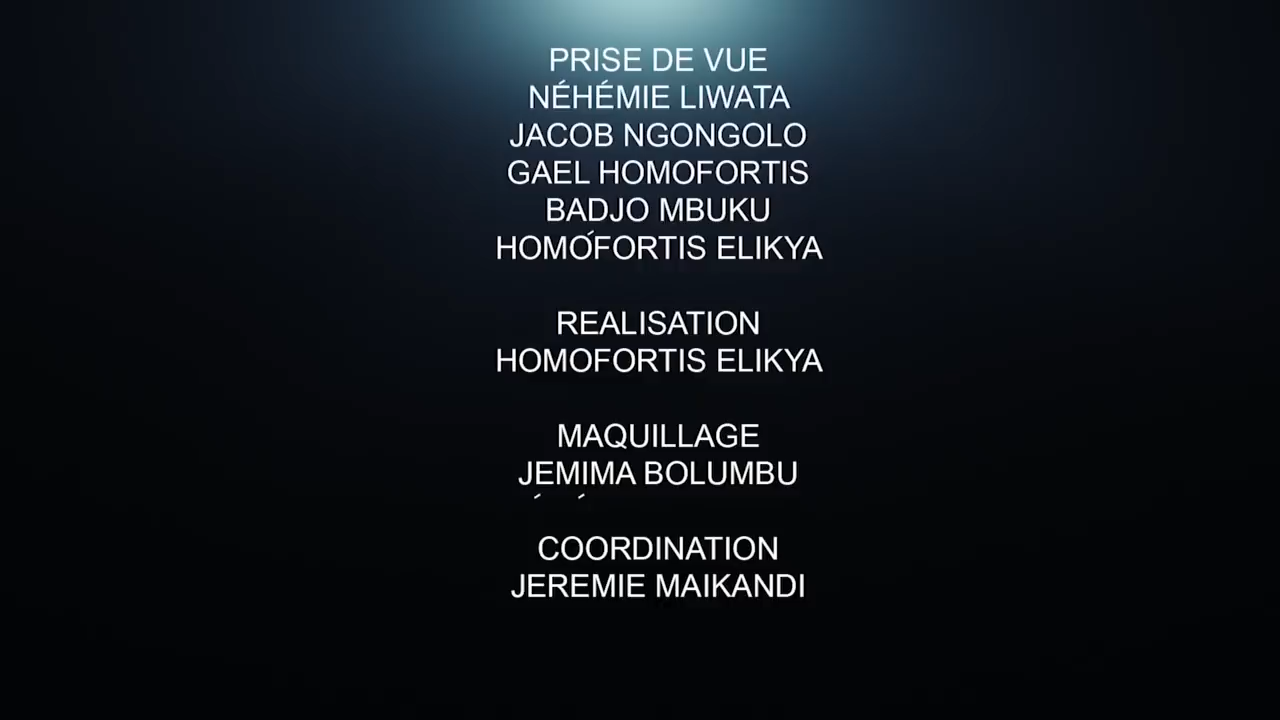 PRISE DE VUE
NÉHÉMIE LIWATA
JACOB NGONGOLO
GAEL HOMOFORTIS
BADJO MBUKU
HOMOFORTIS ELIKYA
REALISATION
HOMOFORTIS ELIKYA
MAQUILLAGE
JEMIMA BOLUMBU
COORDINATION
JEREMIE MAIKANDI